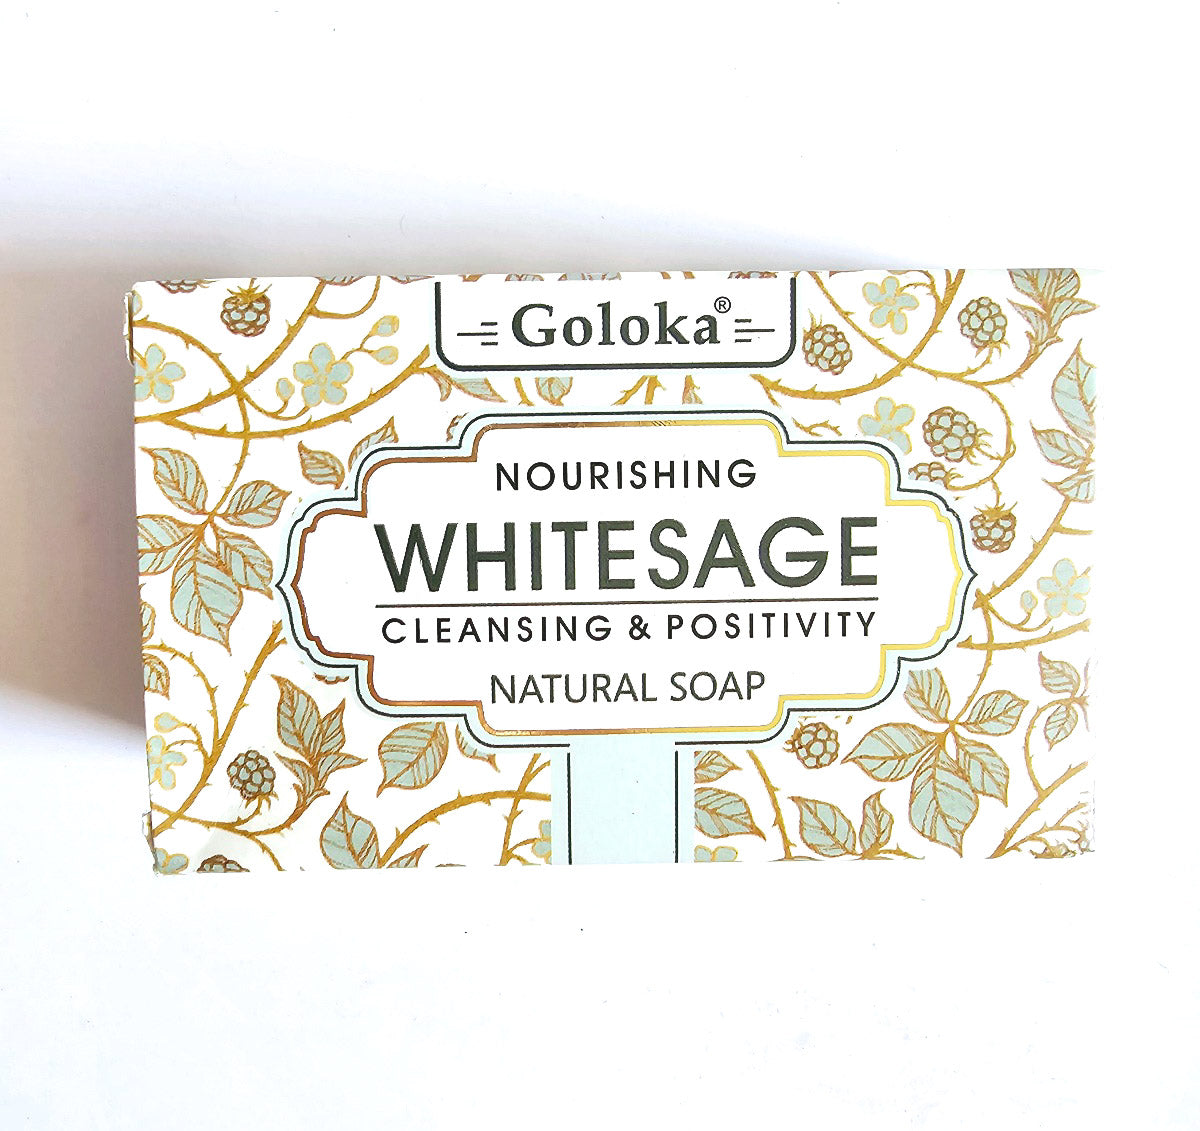 Goloka®
NOURISHING
WHITESAGE
CLEANSING & POSITIVITY
NATURAL SOAP